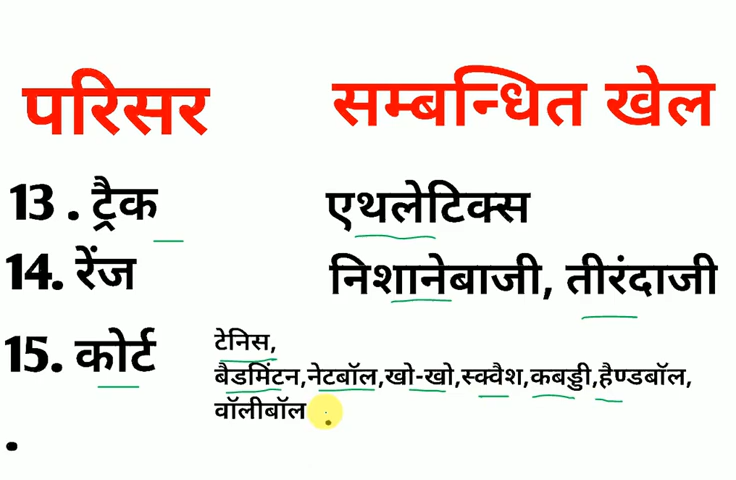 परिसर सम्बन्धित खेल
13 . ट्रैक एथलेटिक्स
14. रेंज निशानेबाजी, तीरंदाजी
15. कोर्ट टेनिस,
बैडमिंटन,नेटबॉल,खो-खो,स्क्वैश,कबड्डी,हैण्डबॉल,
वॉलीबॉल